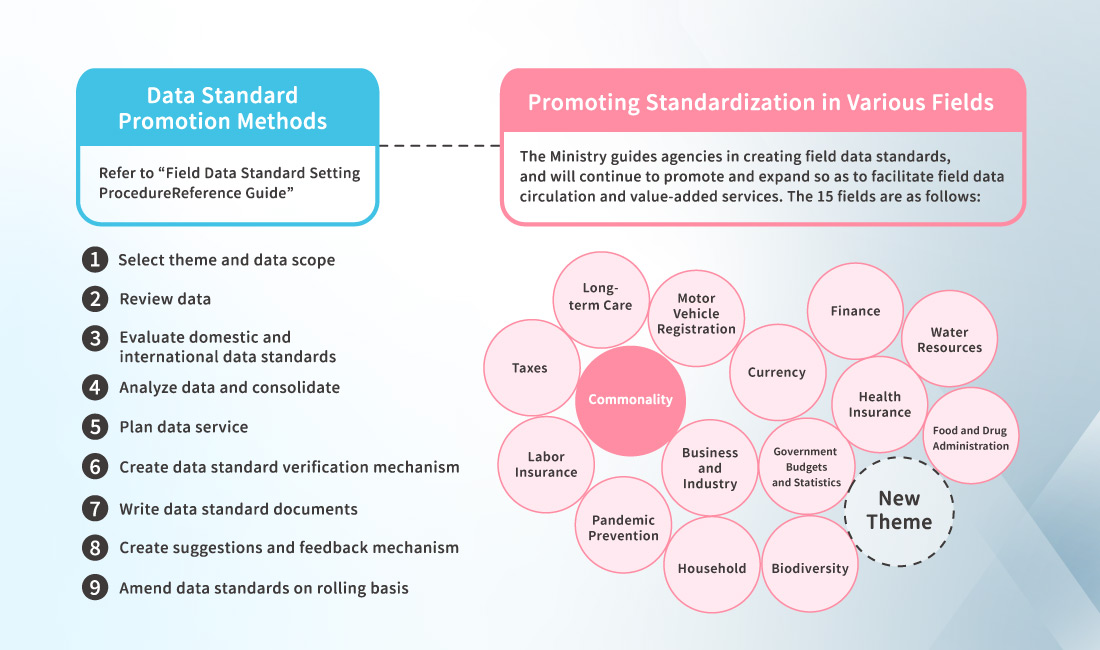 Data Standard
Promotion Methods
Refer to “Field Data Standard Setting
ProcedureReference Guide”
1 Select theme and data scope
2 Review data
3 Evaluate domestic and
international data standards
4 Analyze data and consolidate
5 Plan data service
6 Create data standard verification mechanism
7 Write data standard documents
8 Create suggestions and feedback mechanism
9 Amend data standards on rolling basis
Promoting Standardization in Various Fields
The Ministry guides agencies in creating field data standards,
and will continue to promote and expand so as to facilitate field data
circulation and value-added services. The 15 fields are as follows:
Long-
term Care
Motor
Vehicle
Registration
Finance
Water
Resources
Taxes
Commonality
Currency
Health
Insurance
Food and Drug
Administration
Labor
Insurance
Business
and
Industry
Government
Budgets
and Statistics
New
Theme
Pandemic
Prevention
Household
Biodiversity